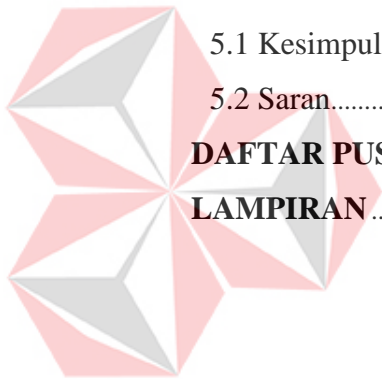 5.1 Kesimpul
5.2 Saran.........
DAFTAR PUS
LAMPIRAN ..